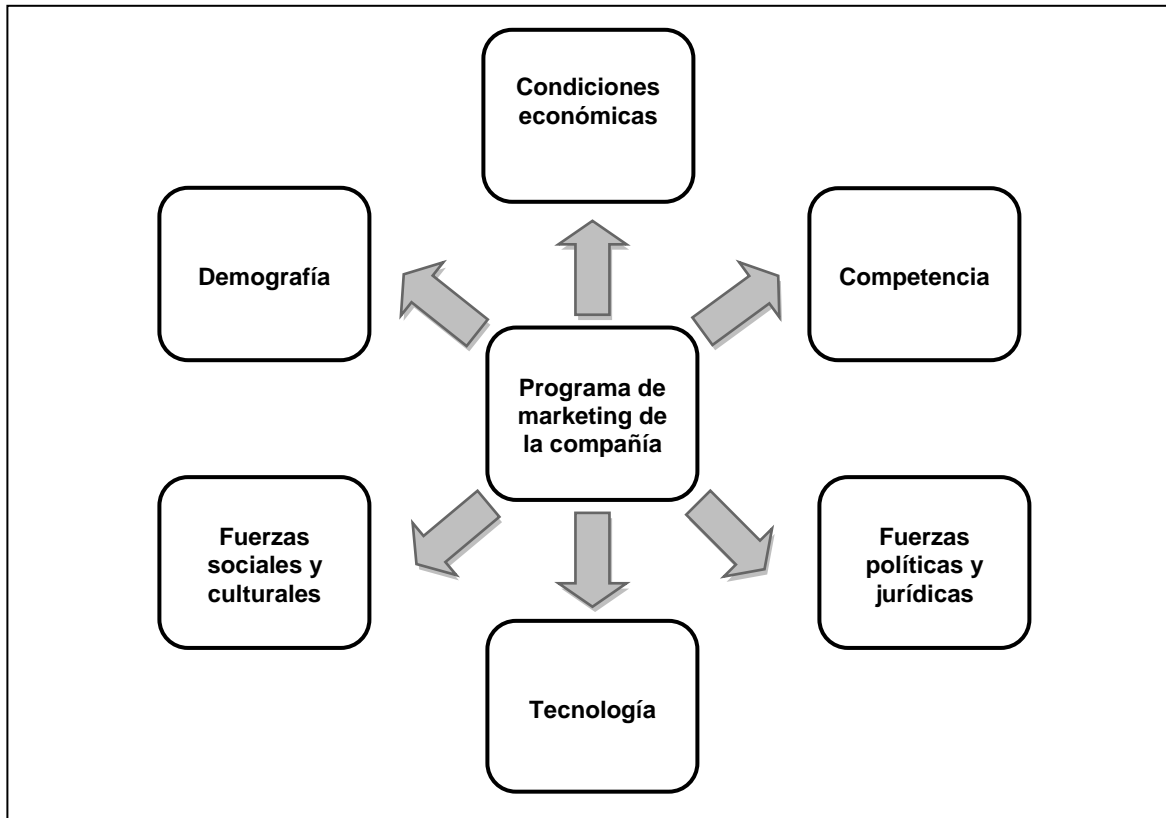 Condiciones
económicas
Demografía
Competencia
Programa de
marketing de
la compañía
Fuerzas
sociales y
culturales
Fuerzas
políticas y
jurídicas
Tecnología